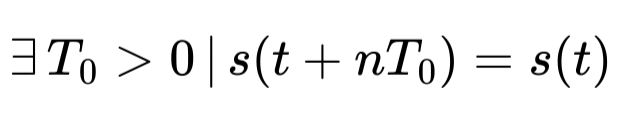 ∃ T₀ > 0 | s(t + nT₀) = s(t)